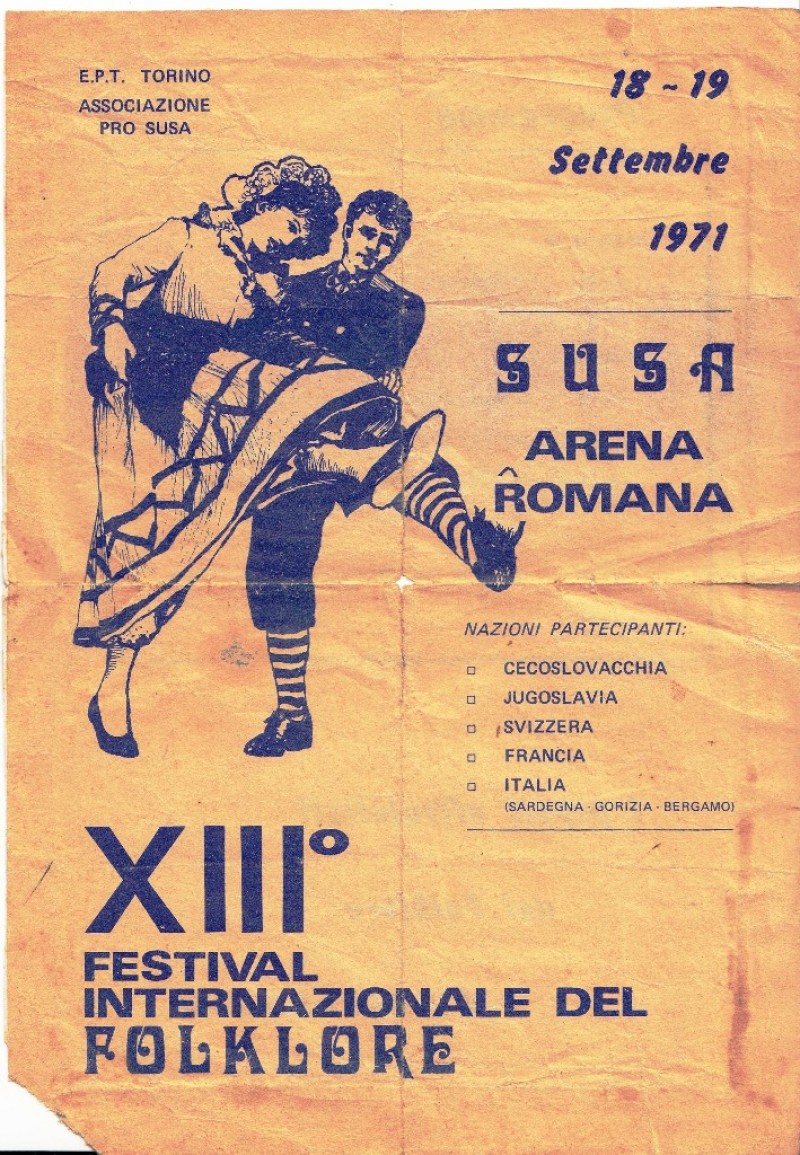 E.P.T. TORINO
ASSOCIAZIONE
PRO SUSA
18 - 19
Settembre
1971
SUSA
ARENA
ROMANA
NAZIONI PARTECIPANTI:
CECOSLOVACCHIA
JUGOSLAVIA
SVIZZERA
FRANCIA
ITALIA
(SARDEGNA - GORIZIA - BERGAMO)
XIII°
FESTIVAL
INTERNAZIONALE DEL
FOLKLORE